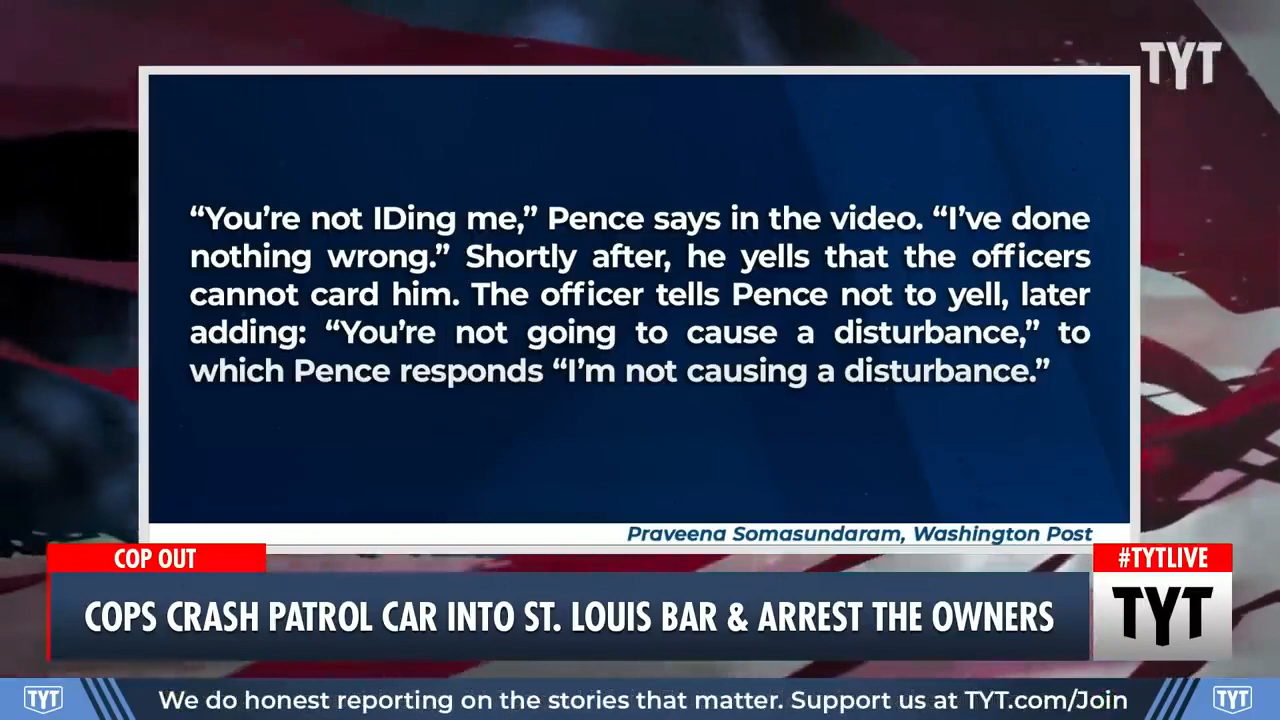 TYT
“You’re not IDing me,” Pence says in the video. “I’ve done
nothing wrong.” Shortly after, he yells that the officers
cannot card him. The officer tells Pence not to yell, later
adding: “You’re not going to cause a disturbance,” to
which Pence responds “I’m not causing a disturbance.”
Praveena Somasundaram, Washington Post
COP OUT
#TYTLIVE
COPS CRASH PATROL CAR INTO ST. LOUIS BAR & ARREST THE OWNERS
TYT
TYT
We do honest reporting on the stories that matter. Support us at TYT.com/Join
TYT